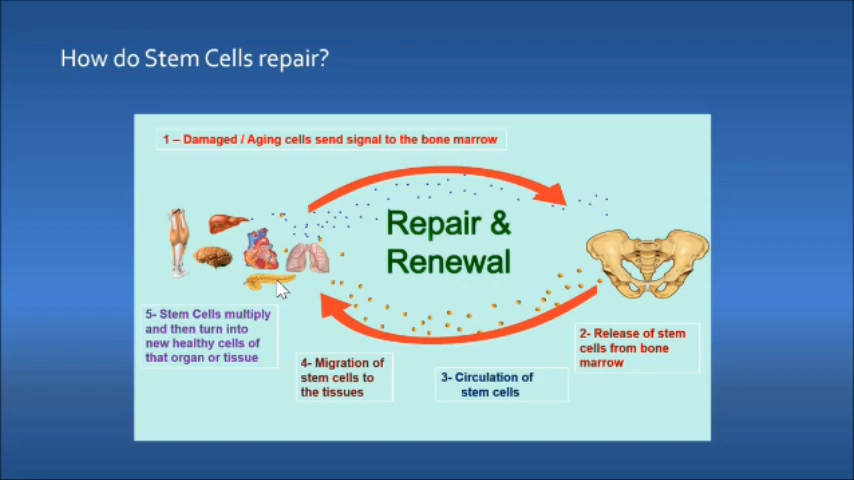 How do Stem Cells repair?
1 – Damaged / Aging cells send signal to the bone marrow
Repair &
Renewal
5- Stem Cells multiply
and then turn into
new healthy cells of
that organ or tissue
4- Migration of
stem cells to
the tissues
3- Circulation of
stem cells
2- Release of stem
cells from bone
marrow